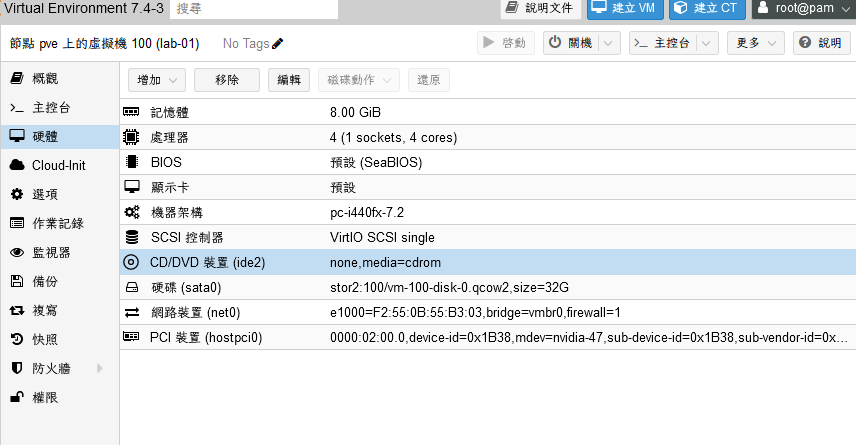 Virtual Environment 7.4-3 搜尋 說明文件 建立 VM 建立 CT root@pam
節點 pve 上的虛擬機 100 (lab-01) No Tags 啓動 關機 主控台 更多 說明
概觀
主控台
硬體
Cloud-Init
選項
作業記錄
監視器
備份
複寫
快照
防火牆
權限
增加 移除 編輯 磁碟動作 還原
記憶體 8.00 GiB
處理器 4 (1 sockets, 4 cores)
BIOS 預設 (SeaBIOS)
顯示卡 預設
機器架構 pc-i440fx-7.2
SCSI 控制器 VirtIO SCSI single
CD/DVD 裝置 (ide2) none,media=cdrom
硬碟 (sata0) stor2:100/vm-100-disk-0.qcow2,size=32G
網路裝置 (net0) e1000=F2:55:0B:55:B3:03,bridge=vmbr0,firewall=1
PCI 裝置 (hostpci0) 0000:02:00.0,device-id=0x1B38,mdev=nvidia-47,sub-device-id=0x1B38,sub-vendor-id=0x...